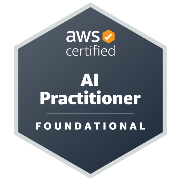 aws
certified
AI
Practitioner
FOUNDATIONAL